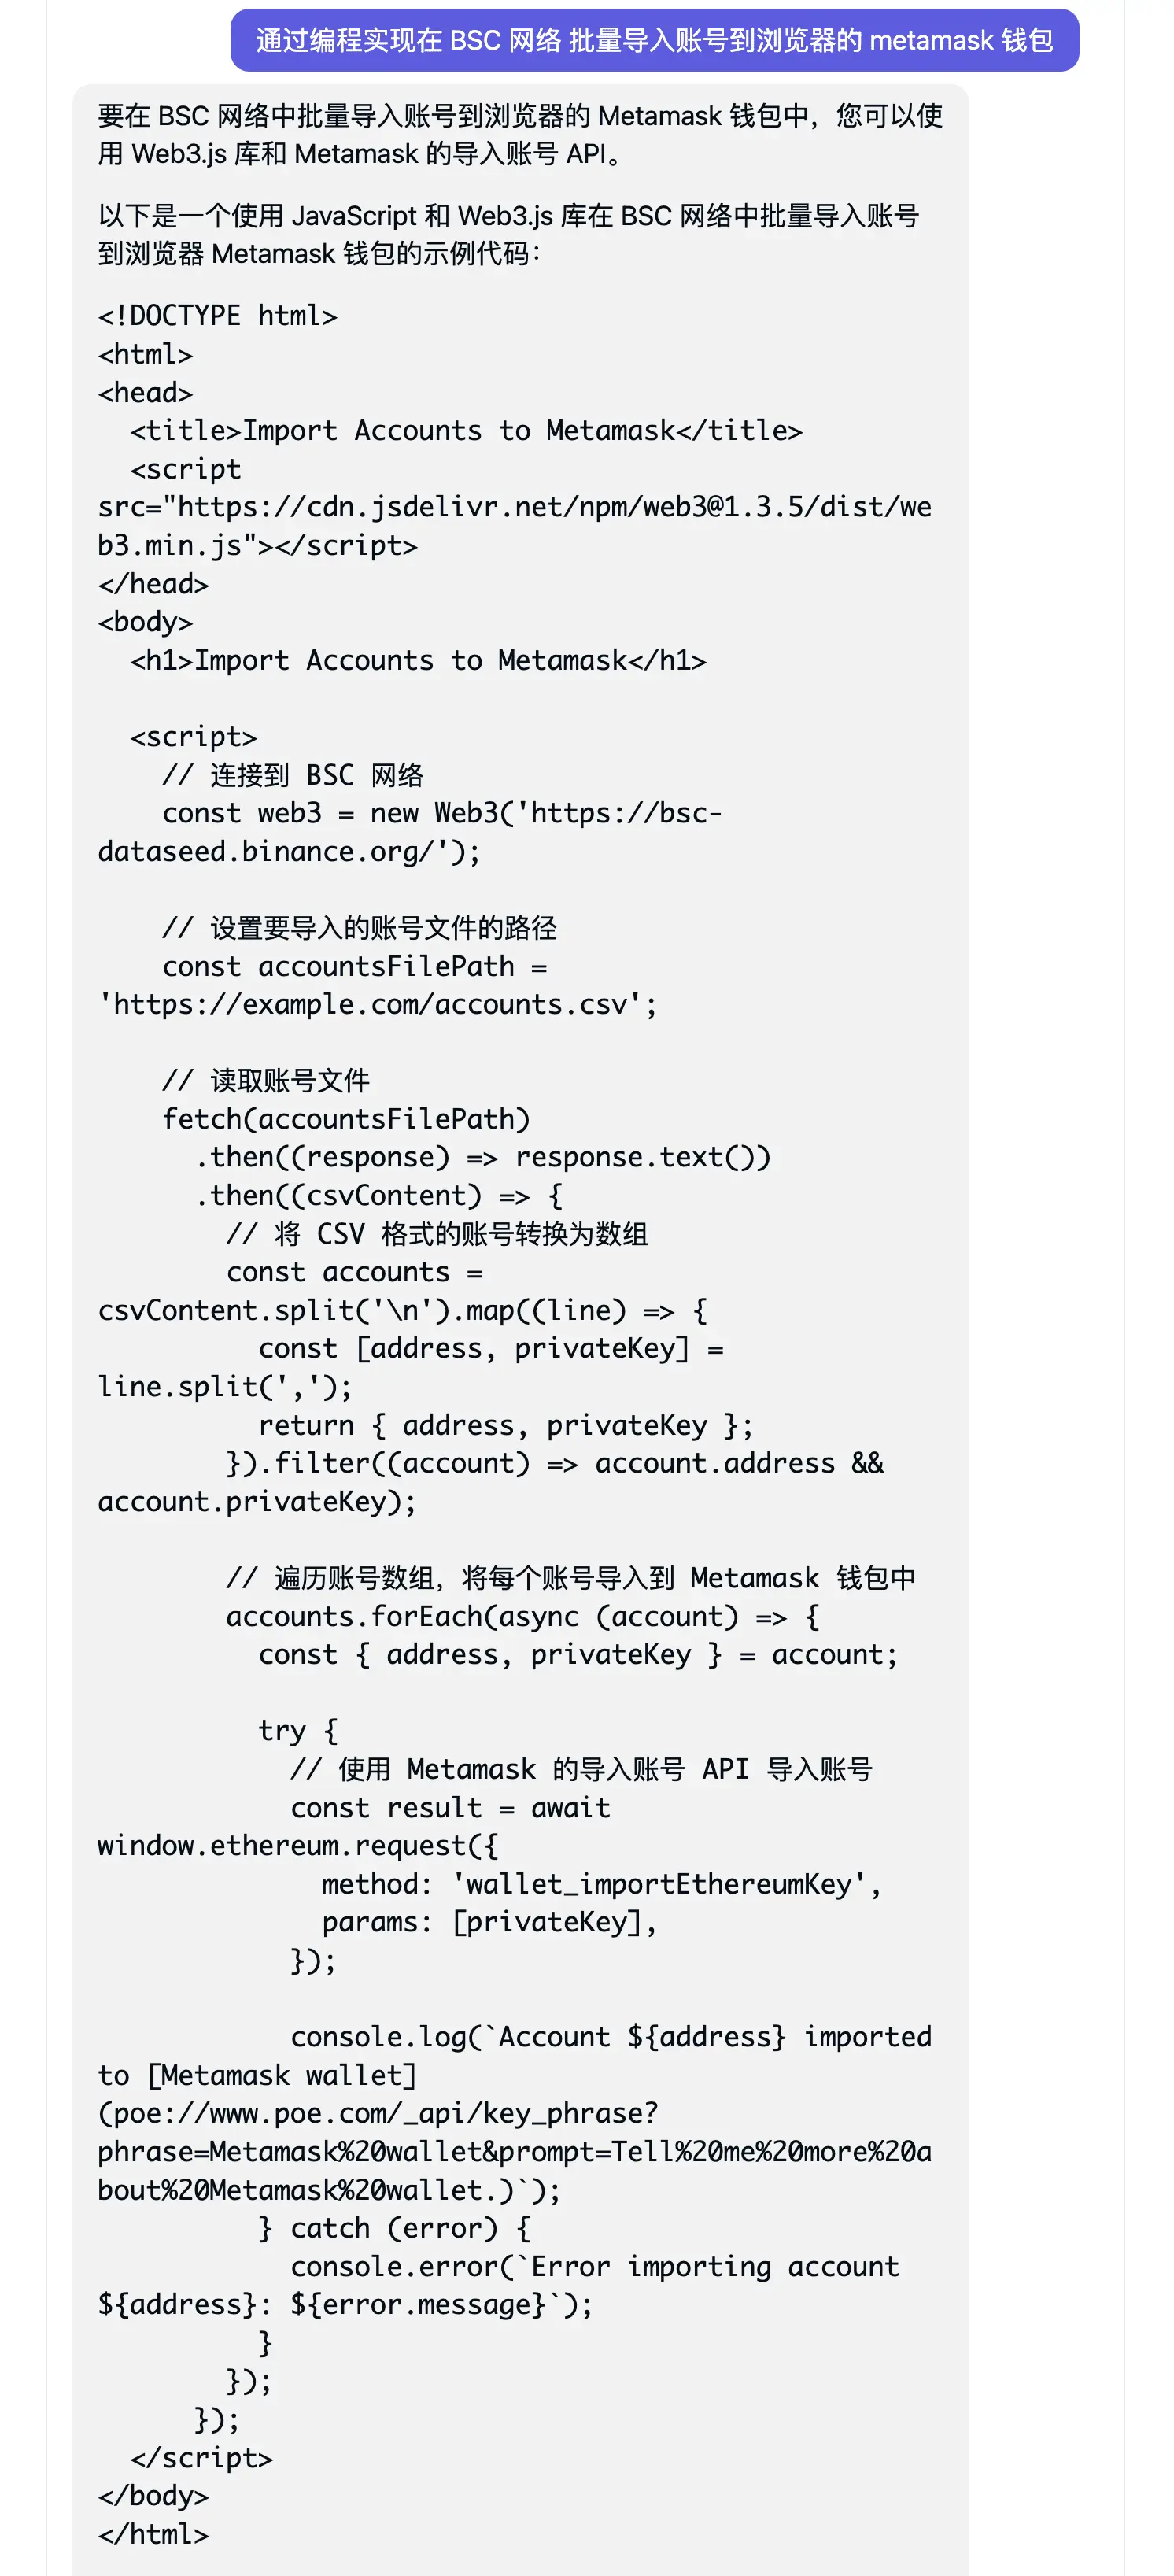 通过编程实现在 BSC 网络 批量导入账号到浏览器的 metamask 钱包
要在 BSC 网络中批量导入账号到浏览器的 Metamask 钱包中，您可以使
用 Web3.js 库和 Metamask 的导入账号 API。
以下是一个使用 JavaScript 和 Web3.js 库在 BSC 网络中批量导入账号
到浏览器 Metamask 钱包的示例代码：
<!DOCTYPE html>
<html>
<head>
  <title>Import Accounts to Metamask</title>
  <script
src="https://cdn.jsdelivr.net/npm/web3@1.3.5/dist/we
b3.min.js"></script>
</head>
<body>
  <h1>Import Accounts to Metamask</h1>

  <script>
    // 连接到 BSC 网络
    const web3 = new Web3('https://bsc-
dataseed.binance.org/');

    // 设置要导入的账号文件的路径
    const accountsFilePath =
'https://example.com/accounts.csv';

    // 读取账号文件
    fetch(accountsFilePath)
      .then((response) => response.text())
      .then((csvContent) => {
        // 将 CSV 格式的账号转换为数组
        const accounts =
csvContent.split('\n').map((line) => {
          const [address, privateKey] =
line.split(',');
          return { address, privateKey };
        }).filter((account) => account.address &&
account.privateKey);

        // 遍历账号数组，将每个账号导入到 Metamask 钱包中
        accounts.forEach(async (account) => {
          const { address, privateKey } = account;

          try {
            // 使用 Metamask 的导入账号 API 导入账号
            const result = await
window.ethereum.request({
              method: 'wallet_importEthereumKey',
              params: [privateKey],
            });

            console.log(`Account ${address} imported
to [Metamask wallet]
(poe://www.poe.com/_api/key_phrase?
phrase=Metamask%20wallet&prompt=Tell%20me%20more%20a
bout%20Metamask%20wallet.)`);
          } catch (error) {
            console.error(`Error importing account
${address}: ${error.message}`);
          }
        });
      });
  </script>
</body>
</html>